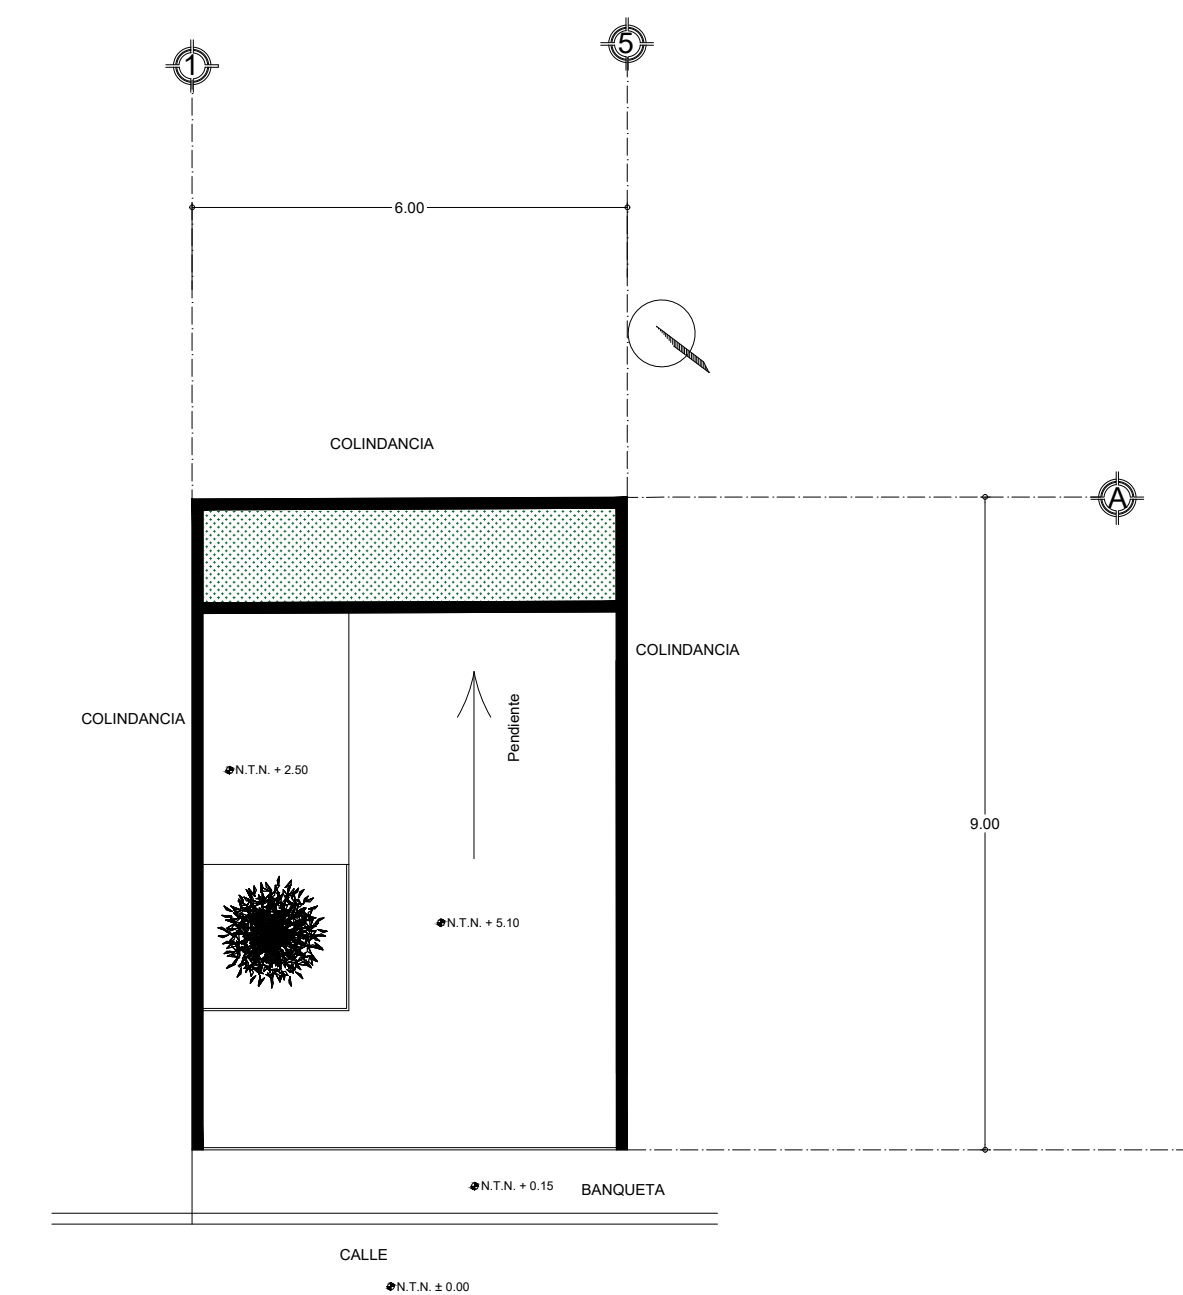 5
1
6.00
COLINDANCIA
A
COLINDANCIA
Pendiente
COLINDANCIA
N.T.N. + 2.50
9.00
N.T.N. + 5.10
N.T.N. + 0.15
BANQUETA
CALLE
N.T.N. ± 0.00